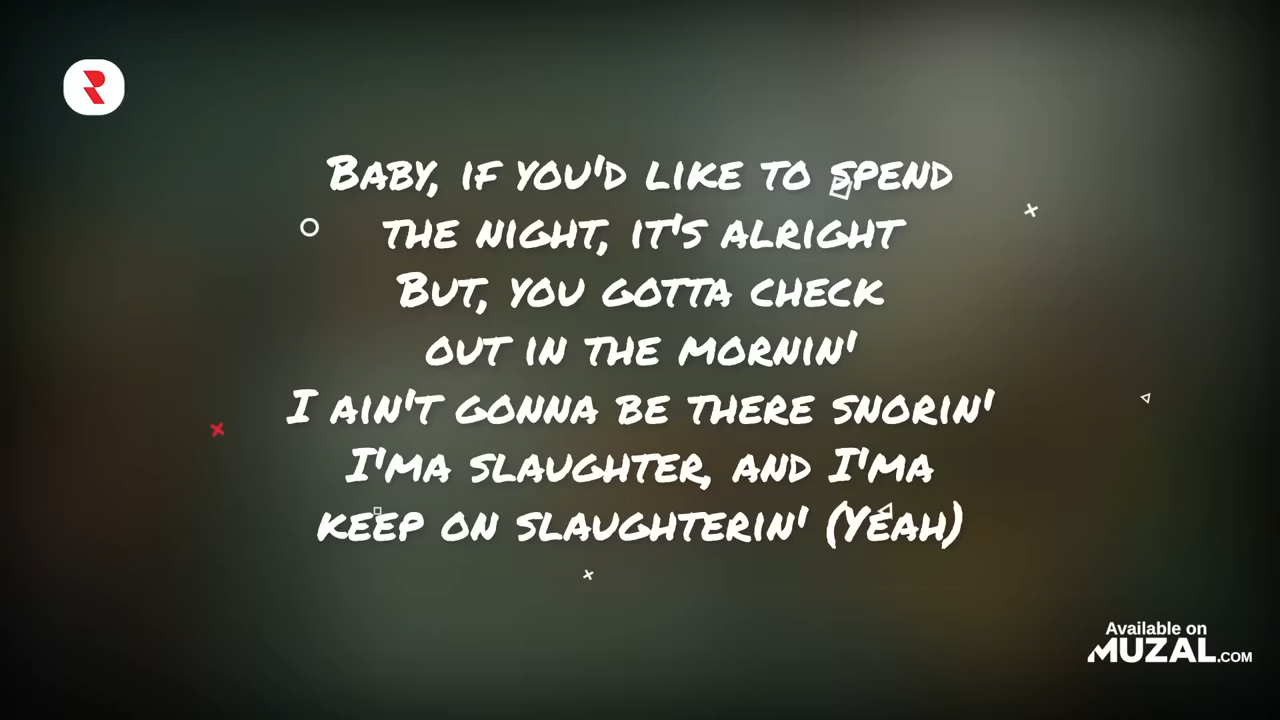 Baby, if you'd like to spend
the night, it's alright
But, you gotta check
out in the mornin'
I ain't gonna be there snorin'
I'ma slaughter, and I'ma
keep on slaughterin' (Yeah)
Available on
MUZAL.COM